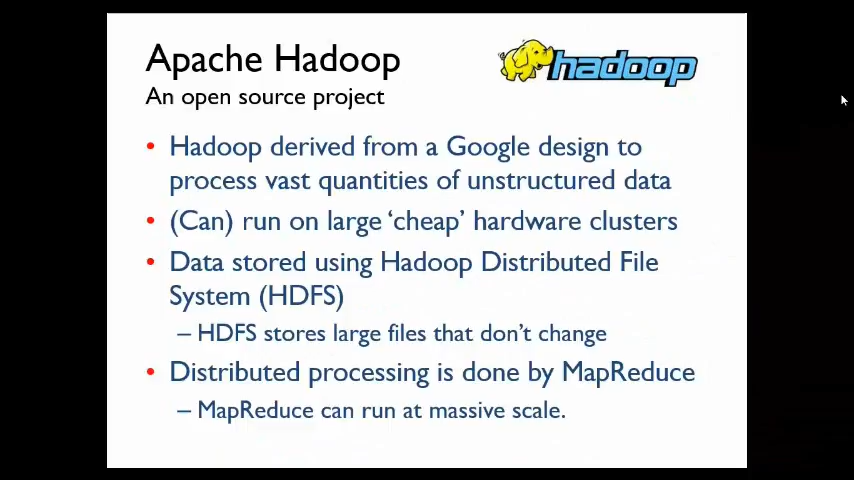 Apache Hadoop
hadoop
An open source project
• Hadoop derived from a Google design to
process vast quantities of unstructured data
• (Can) run on large ‘cheap’ hardware clusters
• Data stored using Hadoop Distributed File
System (HDFS)
– HDFS stores large files that don’t change
• Distributed processing is done by MapReduce
– MapReduce can run at massive scale.